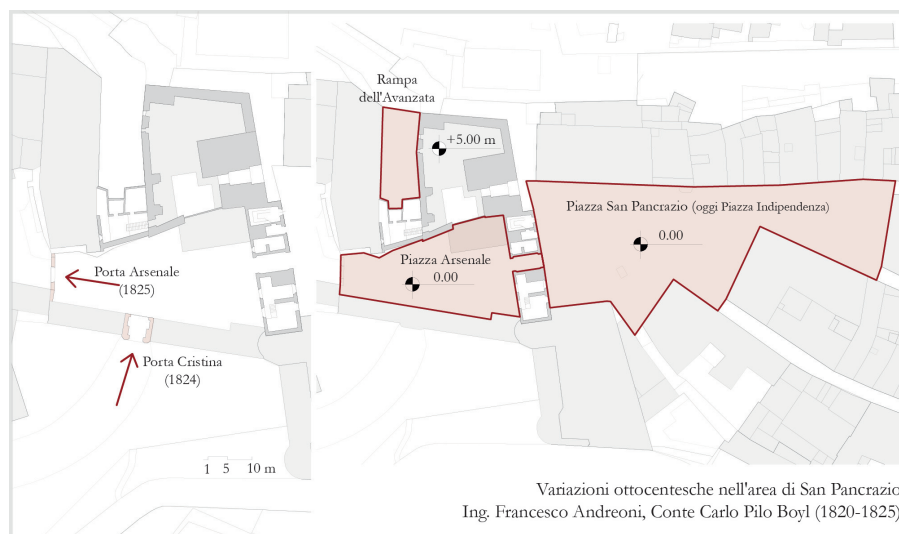 Rampa
dell'Avanzata
+5.00 m
Piazza San Pancrazio (oggi Piazza Indipendenza)
0.00
Piazza Arsenale
0.00
Porta Arsenale
(1825)
Porta Cristina
(1824)
1 5 10 m
Variazioni ottocentesche nell'area di San Pancrazio
Ing. Francesco Andreoni, Conte Carlo Pilo Boyl (1820-1825)